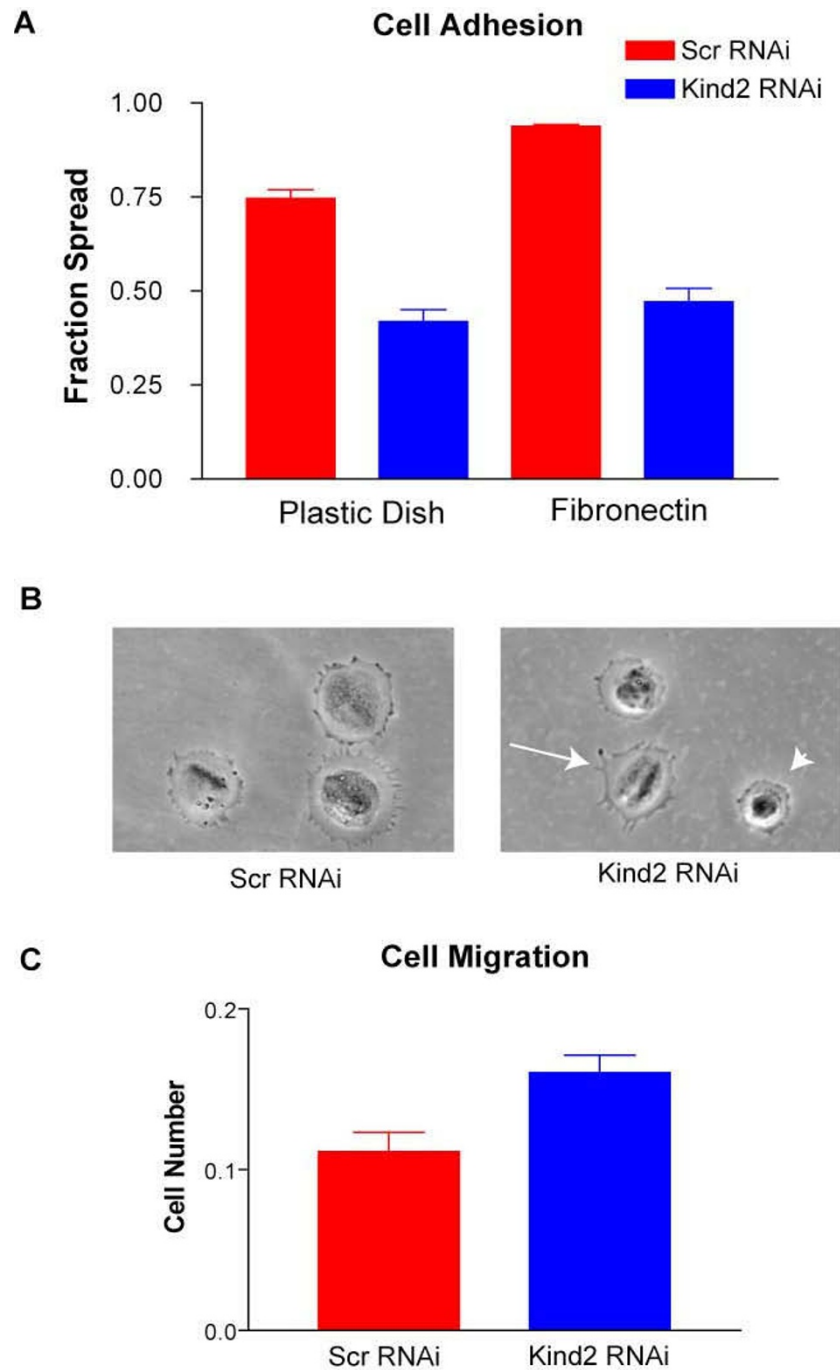 A
Cell Adhesion
Scr RNAi
Kind2 RNAi
1.00
0.75
0.50
0.25
0.00
Fraction Spread
Plastic Dish
Fibronectin
B
Scr RNAi
Kind2 RNAi
C
Cell Migration
0.2
0.1
0.0
Cell Number
Scr RNAi
Kind2 RNAi